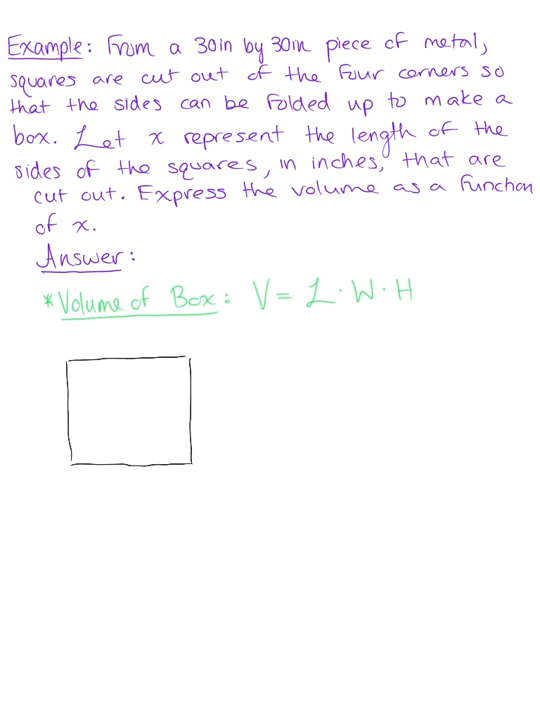 Example: From a 30in by 30in piece of metal,
squares are cut out of the four corners so
that the sides can be folded up to make a
box. Let x represent the length of the
sides of the squares, in inches, that are
cut out. Express the volume as a function
of x.
Answer:
*Volume of Box: V = L · W · H